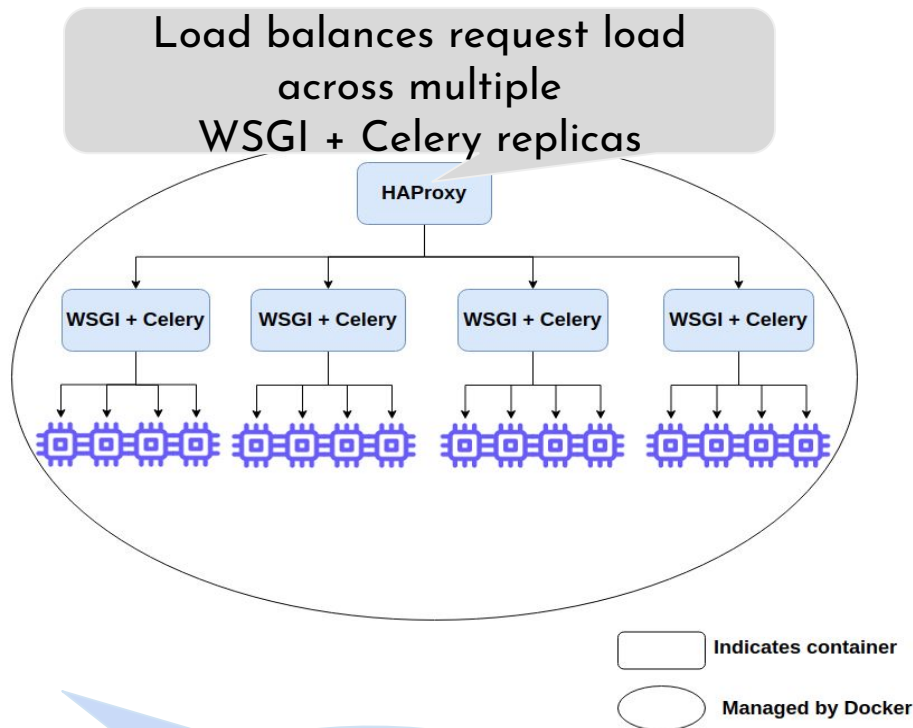 Load balances request load
across multiple
WSGI + Celery replicas
HAProxy
WSGI + Celery
WSGI + Celery
WSGI + Celery
WSGI + Celery
Indicates container
Managed by Docker